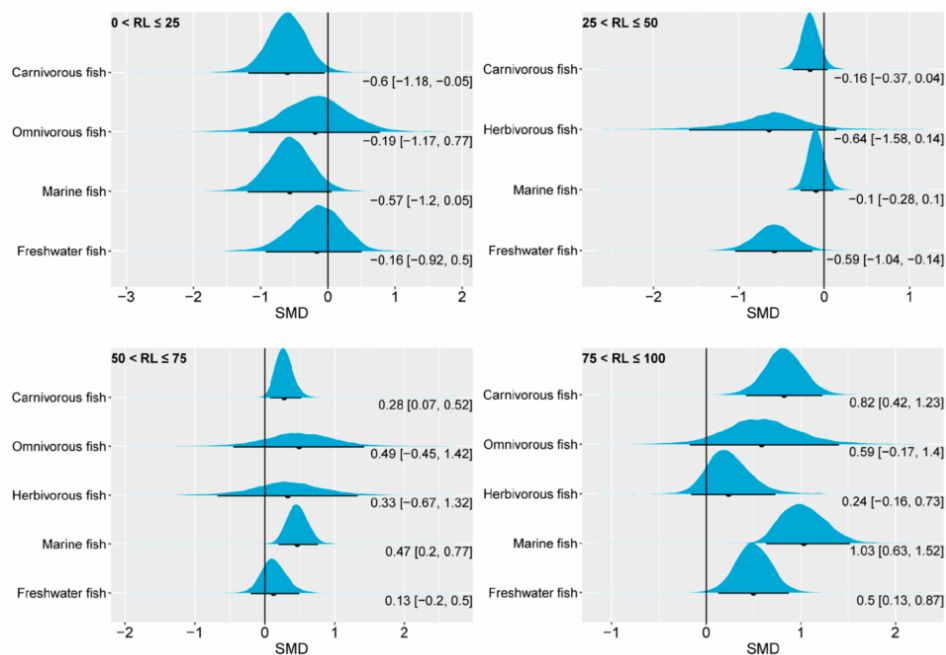 0 < RL ≤ 25
Carnivorous fish
−0.6 [−1.18, −0.05]
Omnivorous fish
−0.19 [−1.17, 0.77]
Marine fish
−0.57 [−1.2, 0.05]
Freshwater fish
−0.16 [−0.92, 0.5]
−3 −2 −1 0 1 2
SMD
25 < RL ≤ 50
Carnivorous fish
−0.16 [−0.37, 0.04]
Herbivorous fish
−0.64 [−1.58, 0.14]
Marine fish
−0.1 [−0.28, 0.1]
Freshwater fish
−0.59 [−1.04, −0.14]
−2 −1 0 1
SMD
50 < RL ≤ 75
Carnivorous fish
0.28 [0.07, 0.52]
Omnivorous fish
0.49 [−0.45, 1.42]
Herbivorous fish
0.33 [−0.67, 1.32]
Marine fish
0.47 [0.2, 0.77]
Freshwater fish
0.13 [−0.2, 0.5]
−2 −1 0 1 2
SMD
75 < RL ≤ 100
Carnivorous fish
0.82 [0.42, 1.23]
Omnivorous fish
0.59 [−0.17, 1.4]
Herbivorous fish
0.24 [−0.16, 0.73]
Marine fish
1.03 [0.63, 1.52]
Freshwater fish
0.5 [0.13, 0.87]
−1 0 1 2
SMD